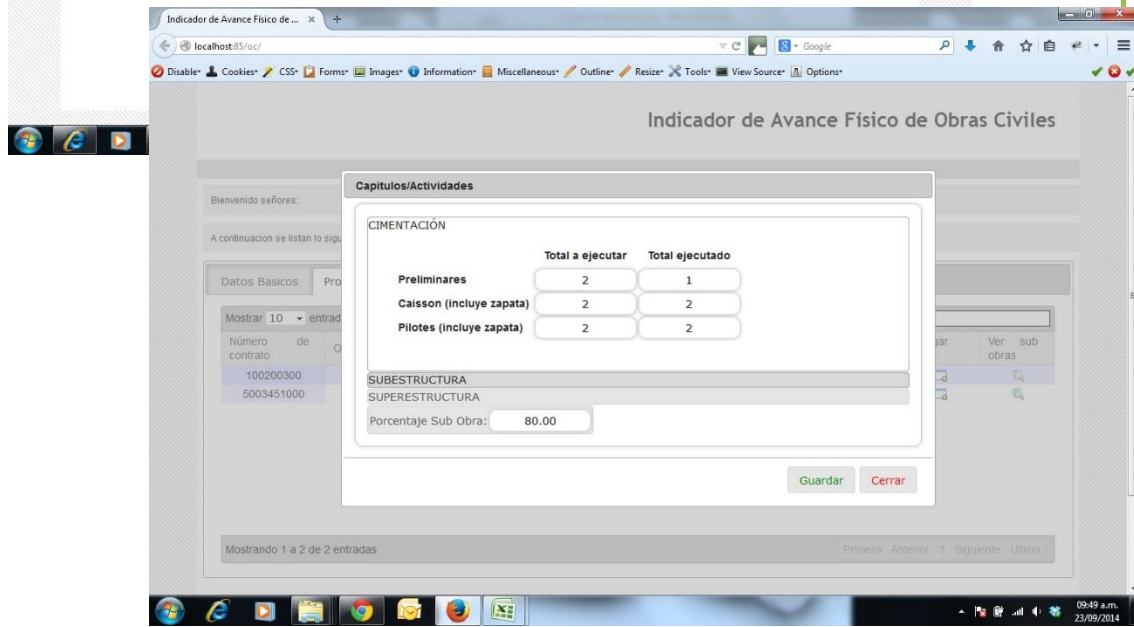 Indicador de Avance Físico de ...
localhost:85/oc/
Google
Disable Cookies CSS Forms Images Information Miscellaneous Outline Resize Tools View Source Options
Indicador de Avance Físico de Obras Civiles
Bienvenido señores:
A continuacion se listan lo sigu
Datos Basicos Pro
Mostrar 10 entrad
Número de contrato
Ver sub obras
100200300
5003451000
Capitulos/Actividades
CIMENTACIÓN
Total a ejecutar Total ejecutado
Preliminares 2 1
Caisson (incluye zapata) 2 2
Pilotes (incluye zapata) 2 2
SUBESTRUCTURA
SUPERESTRUCTURA
Porcentaje Sub Obra: 80.00
Guardar Cerrar
Mostrando 1 a 2 de 2 entradas
Primero Anterior 1 Siguiente Ultimo
09:49 a.m.
23/09/2014